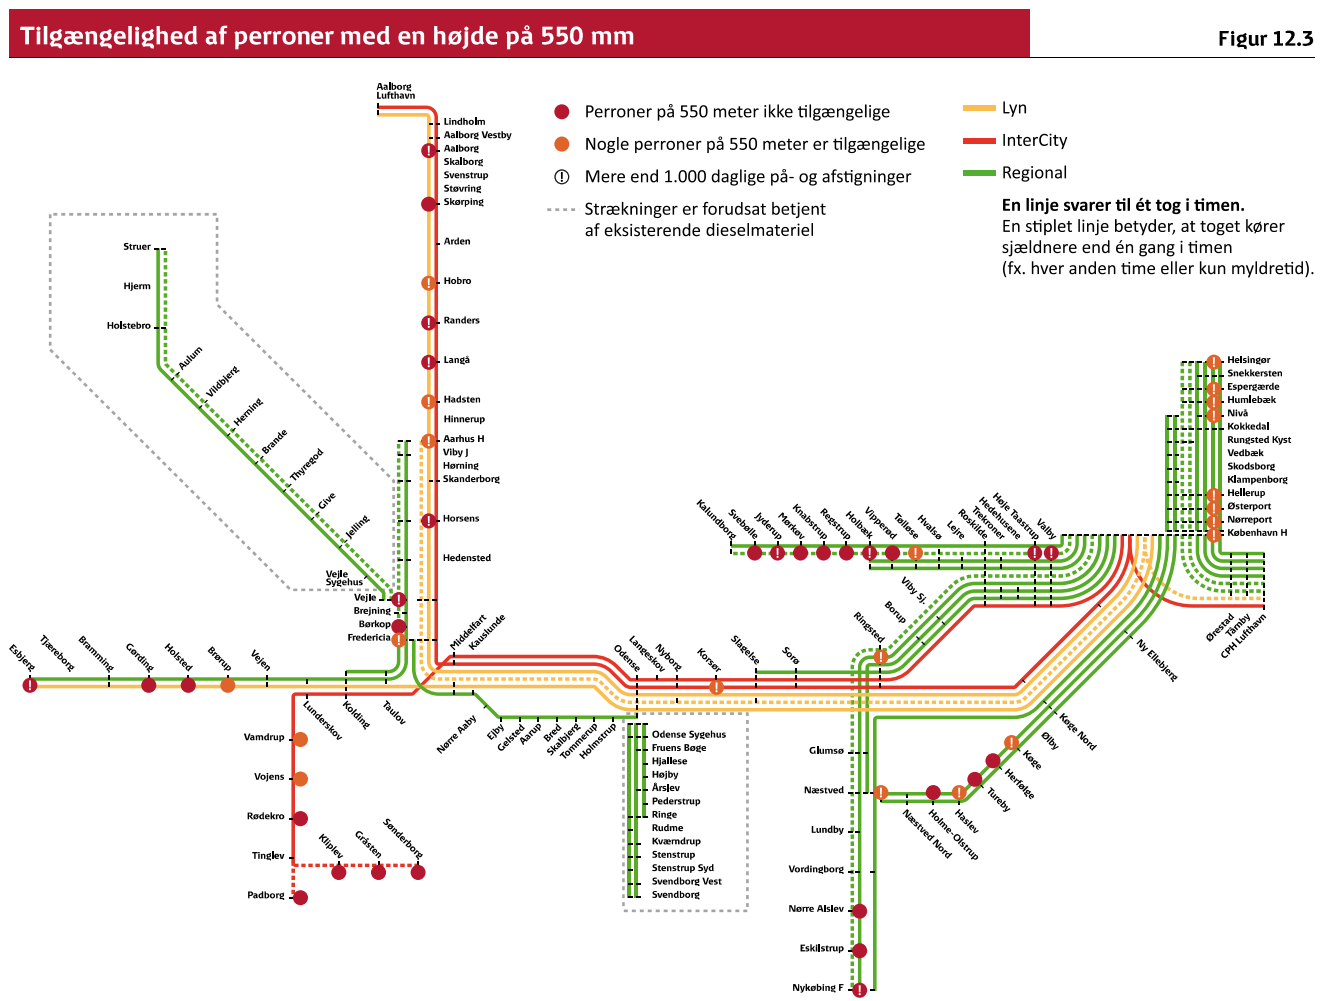 Tilgængelighed af perroner med en højde på 550 mm
Figur 12.3
Perroner på 550 meter ikke tilgængelige
Nogle perroner på 550 meter er tilgængelige
Mere end 1.000 daglige på- og afstigninger
Strækninger er forudsat betjent
af eksisterende dieselmateriel
Lyn
InterCity
Regional
En linje svarer til ét tog i timen.
En stiplet linje betyder, at toget kører
sjældnere end én gang i timen
(fx. hver anden time eller kun myldretid).
Aalborg
Lufthavn
Lindholm
Aalborg Vestby
Aalborg
Skalborg
Svenstrup
Støvring
Skørping
Arden
Hobro
Randers
Langå
Hadsten
Hinnerup
Aarhus H
Viby J
Hørning
Skanderborg
Horsens
Hedensted
Struer
Hjerm
Holstebro
Aulum
Vildbjerg
Herning
Brande
Thyregod
Give
Jelling
Vejle
Sygehus
Vejle
Brejning
Børkop
Fredericia
Esbjerg
Tjæreborg
Bramming
Gørding
Holsted
Brørup
Vejen
Lunderskov
Kolding
Taulov
Vamdrup
Vojens
Rødekro
Tinglev
Padborg
Kliplev
Gråsten
Sønderborg
Middelfart
Kauslunde
Nørre Aaby
Ejby
Gelsted
Aarup
Bred
Skalbjerg
Tommerup
Holmstrup
Odense
Langeskov
Nyborg
Korsør
Slagelse
Sorø
Ringsted
Borup
Viby Sj.
Odense Sygehus
Fruens Bøge
Hjallese
Højby
Årslev
Pederstrup
Ringe
Rudme
Kværndrup
Stenstrup
Stenstrup Syd
Svendborg Vest
Svendborg
Kalundborg
Svebølle
Jyderup
Mørkøv
Knabstrup
Regstrup
Holbæk
Vipperød
Tølløse
Hvalsø
Lejre
Roskilde
Trekroner
Hedehusene
Høje Taastrup
Valby
Helsingør
Snekkersten
Espergærde
Humlebæk
Nivå
Kokkedal
Rungsted Kyst
Vedbæk
Skodsborg
Klampenborg
Hellerup
Østerport
Nørreport
København H
Ørestad
Tårnby
CPH Lufthavn
Ny Ellebjerg
Køge Nord
Ølby
Køge
Herfølge
Tureby
Haslev
Holme-Olstrup
Næstved Nord
Glumsø
Næstved
Lundby
Vordingborg
Nørre Alslev
Eskilstrup
Nykøbing F